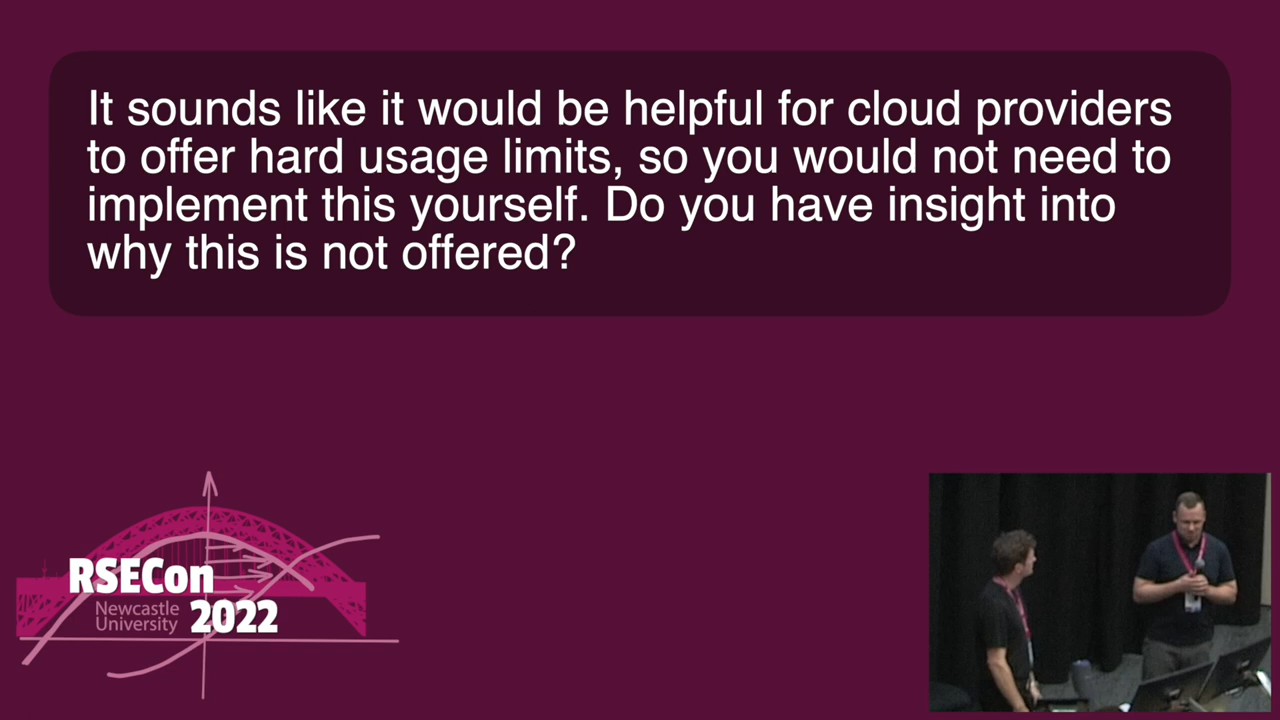 It sounds like it would be helpful for cloud providers
to offer hard usage limits, so you would not need to
implement this yourself. Do you have insight into
why this is not offered?
RSECon
Newcastle
University
2022